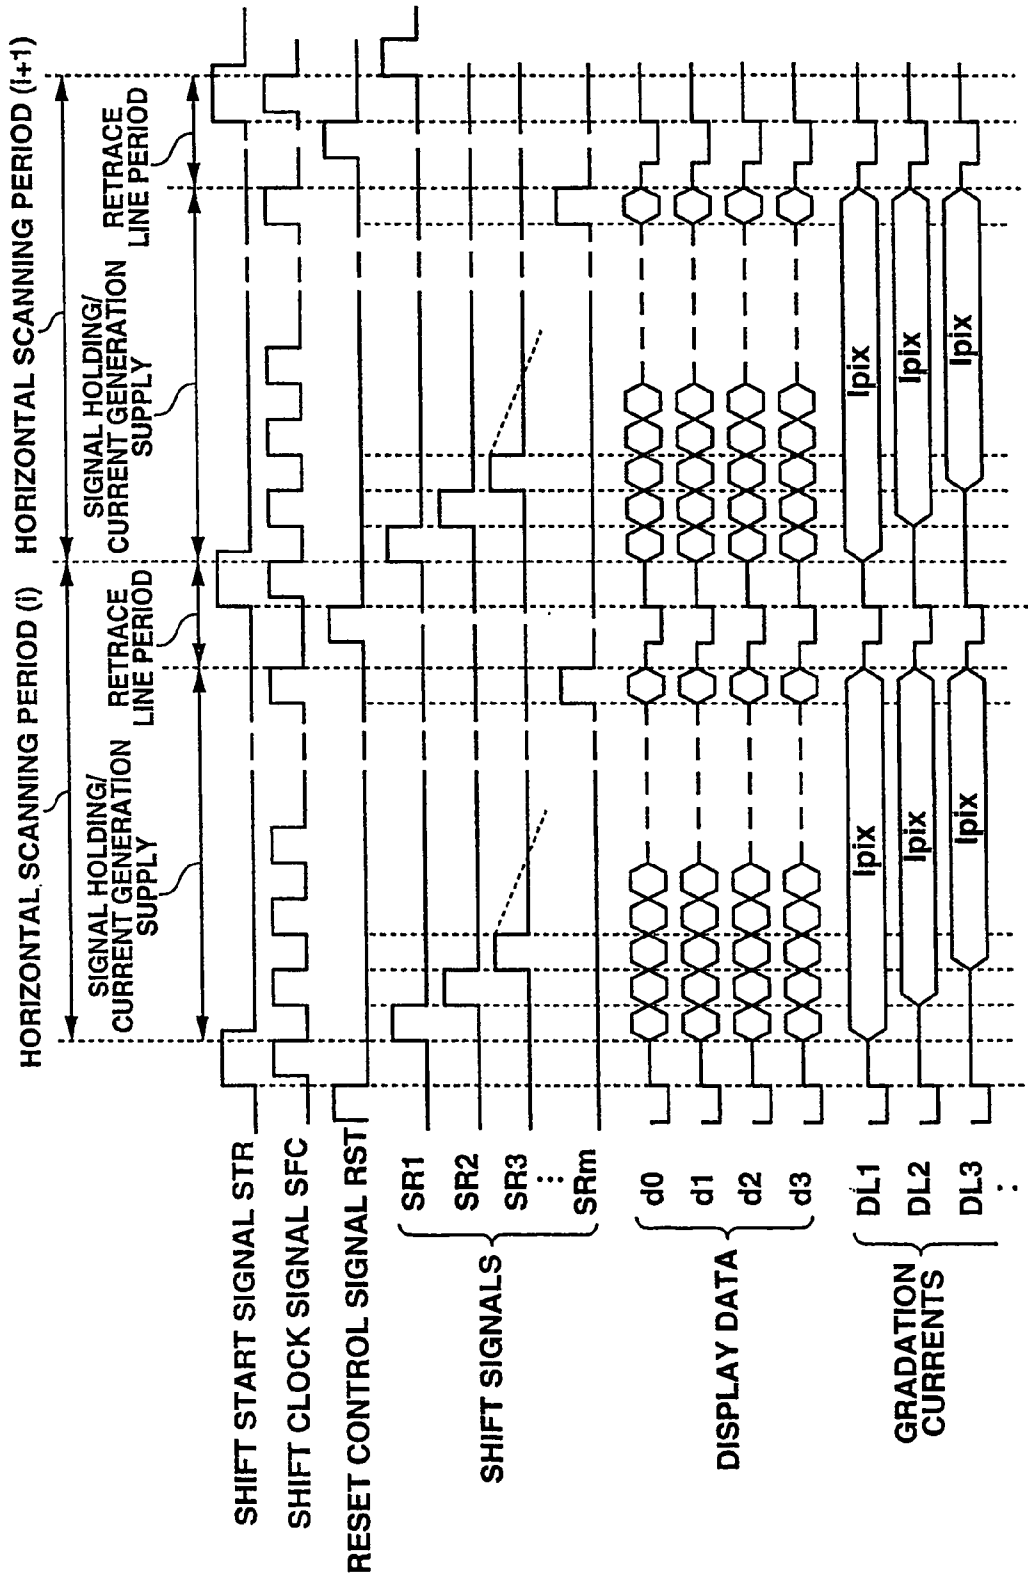 HORIZONTAL SCANNING PERIOD (i)
HORIZONTAL SCANNING PERIOD (i+1)
SIGNAL HOLDING/
CURRENT GENERATION
SUPPLY
RETRACE
LINE PERIOD
SIGNAL HOLDING/
CURRENT GENERATION
SUPPLY
RETRACE
LINE PERIOD
SHIFT START SIGNAL STR
SHIFT CLOCK SIGNAL SFC
RESET CONTROL SIGNAL RST
SHIFT SIGNALS
SR1
SR2
SR3
SRm
DISPLAY DATA
d0
d1
d2
d3
GRADATION
CURRENTS
DL1
Ipix
Ipix
DL2
Ipix
Ipix
DL3
Ipix
Ipix